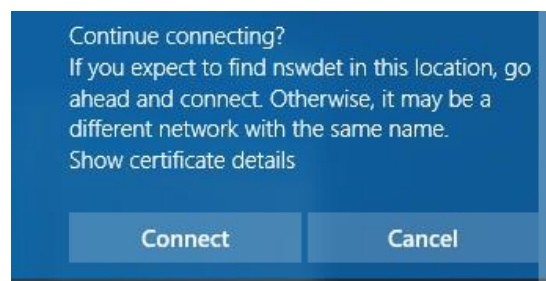 Continue connecting?
If you expect to find nswdet in this location, go
ahead and connect. Otherwise, it may be a
different network with the same name.
Show certificate details
Connect
Cancel